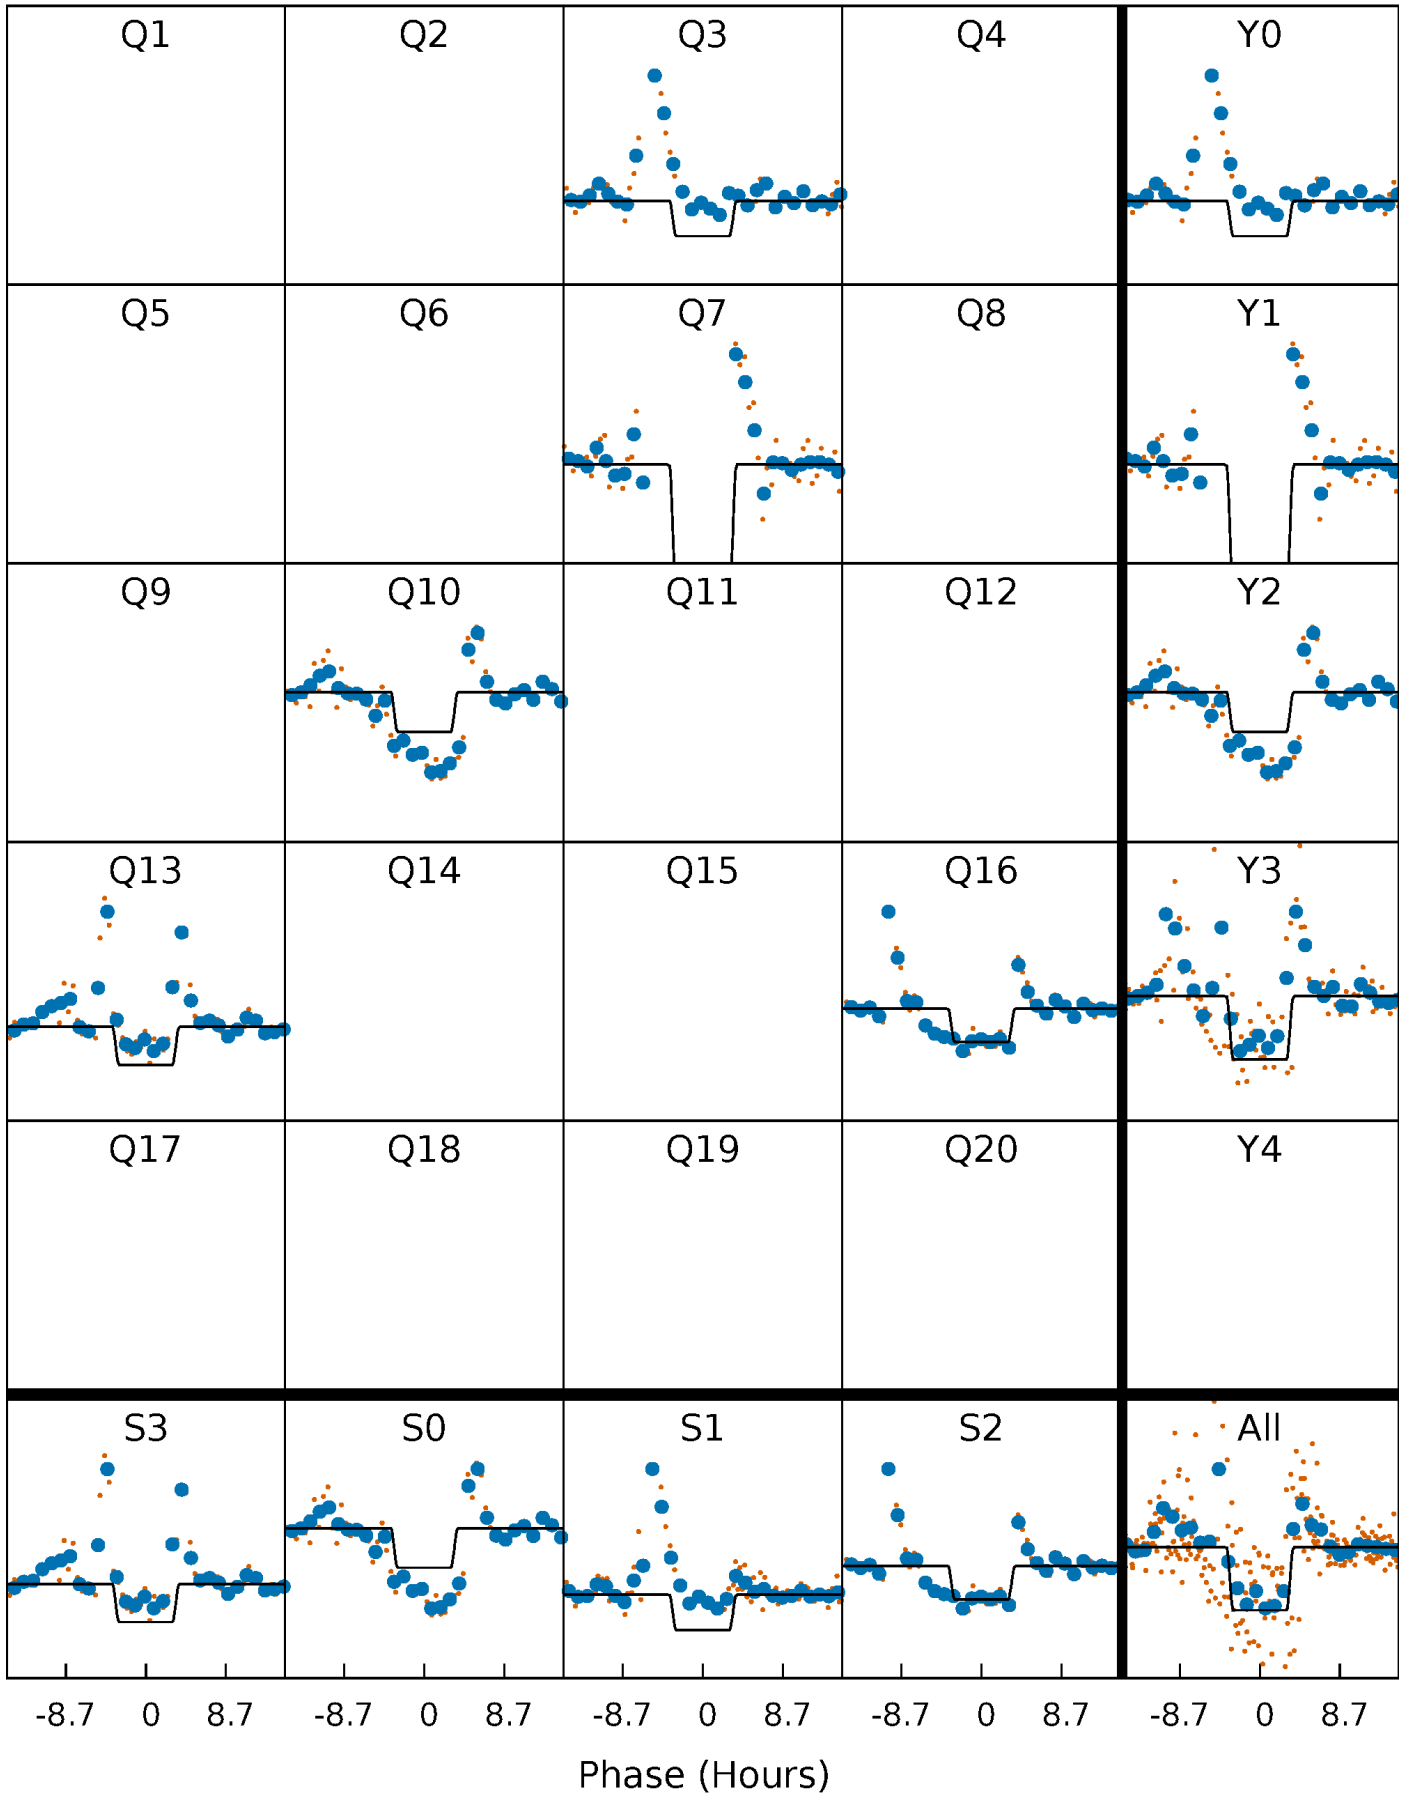 Q1 Q2 Q3 Q4 Y0
Q5 Q6 Q7 Q8 Y1
Q9 Q10 Q11 Q12 Y2
Q13 Q14 Q15 Q16 Y3
Q17 Q18 Q19 Q20 Y4
S3 S0 S1 S2 All
-8.7 0 8.7 -8.7 0 8.7 -8.7 0 8.7 -8.7 0 8.7 -8.7 0 8.7
Phase (Hours)